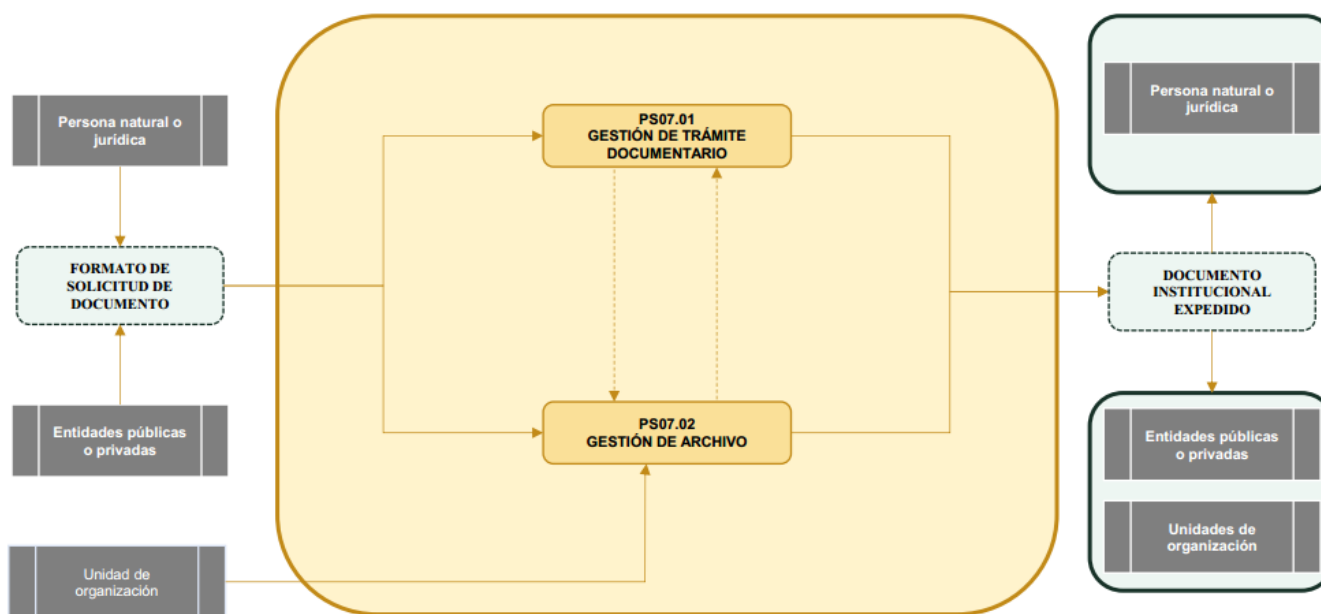 Persona natural o
jurídica
FORMATO DE
SOLICITUD DE
DOCUMENTO
Entidades públicas
o privadas
Unidad de
organización
PS07.01
GESTIÓN DE TRÁMITE
DOCUMENTARIO
PS07.02
GESTIÓN DE ARCHIVO
Persona natural o
jurídica
DOCUMENTO
INSTITUCIONAL
EXPEDIDO
Entidades públicas
o privadas
Unidades de
organización